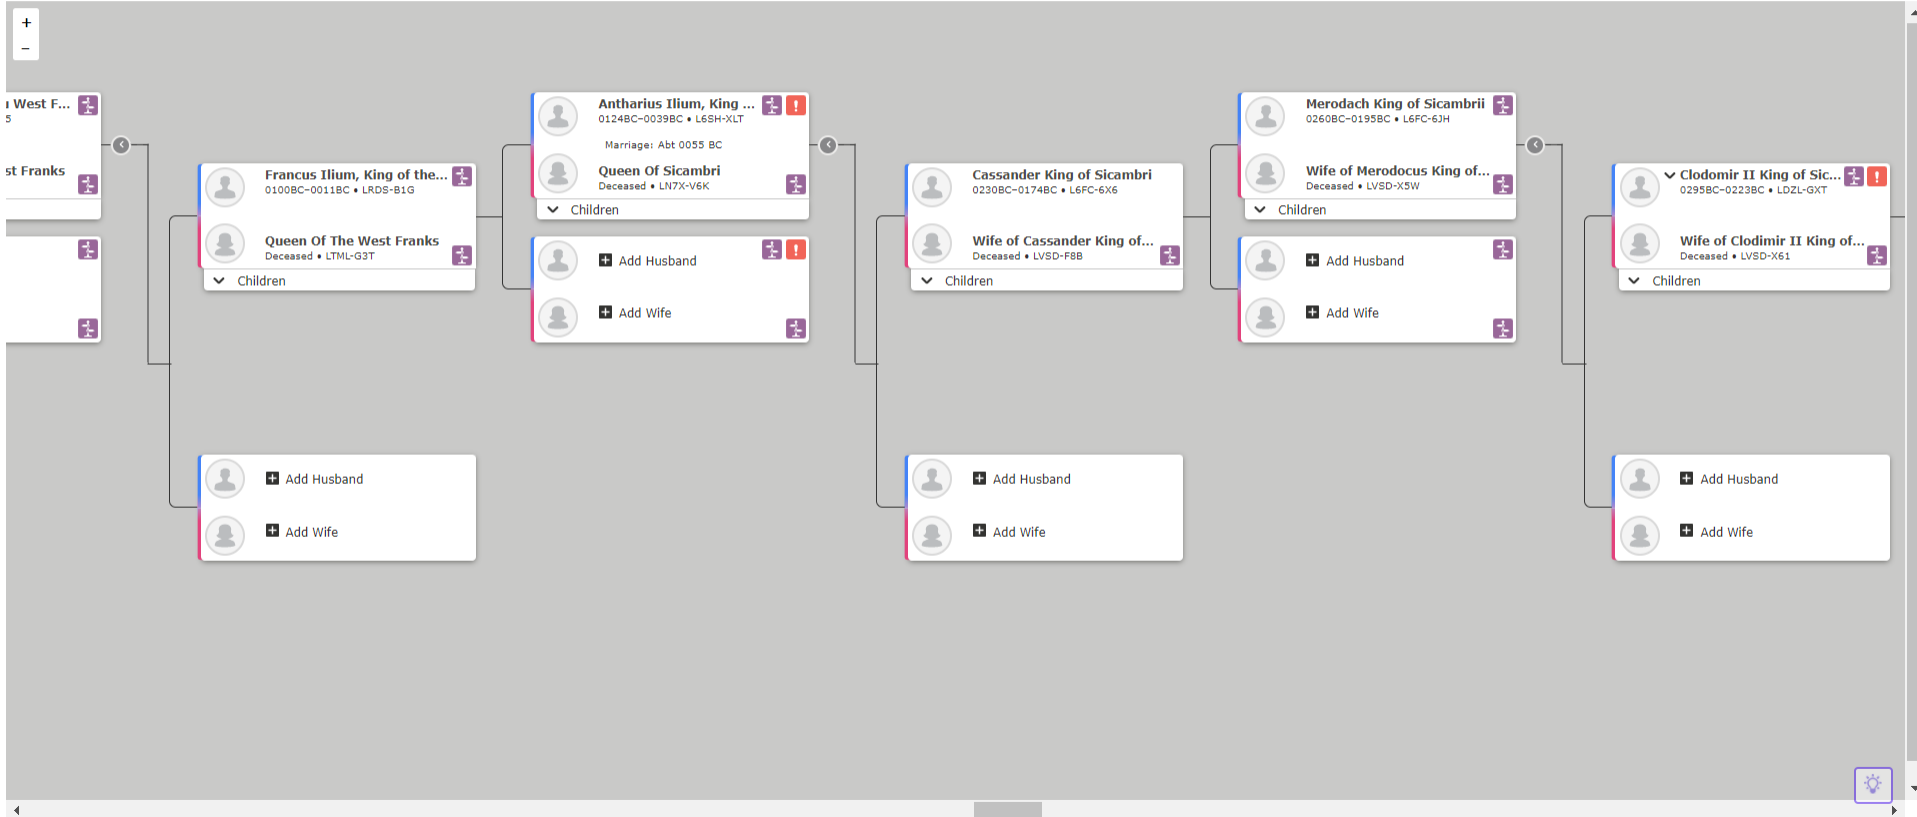 +
−
u West F...
5
st Franks
Francus Ilium, King of the...
0100BC–0011BC • LRDS-B1G
Queen Of The West Franks
Deceased • LTML-G3T
Children
Add Husband
Add Wife
Antharius Ilium, King ...
0124BC–0039BC • L6SH-XLT
Marriage: Abt 0055 BC
Queen Of Sicambri
Deceased • LN7X-V6K
Children
Add Husband
Add Wife
Cassander King of Sicambri
0230BC–0174BC • L6FC-6X6
Wife of Cassander King of...
Deceased • LVSD-F8B
Children
Add Husband
Add Wife
Merodach King of Sicambrii
0260BC–0195BC • L6FC-6JH
Wife of Merodocus King of...
Deceased • LVSD-X5W
Children
Add Husband
Add Wife
Clodomir II King of Sic...
0295BC–0223BC • LDZL-GXT
Wife of Clodimir II King of...
Deceased • LVSD-X61
Children
Add Husband
Add Wife